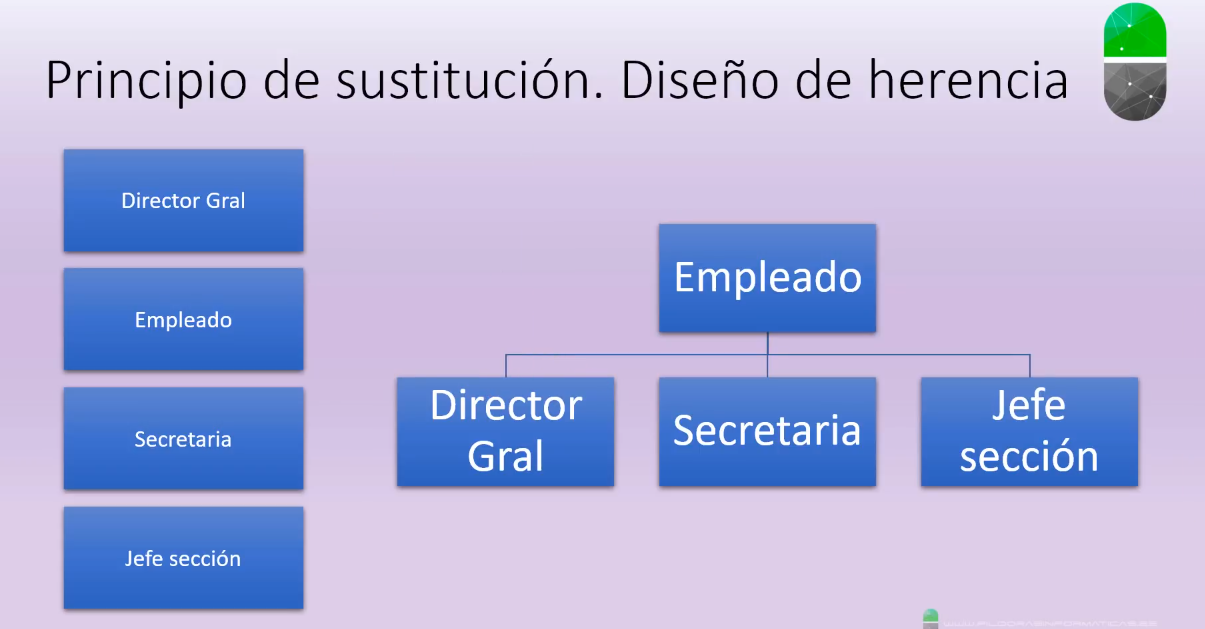 Principio de sustitución. Diseño de herencia
Director Gral
Empleado
Secretaria
Jefe sección
Empleado
Director
Gral
Secretaria
Jefe
sección